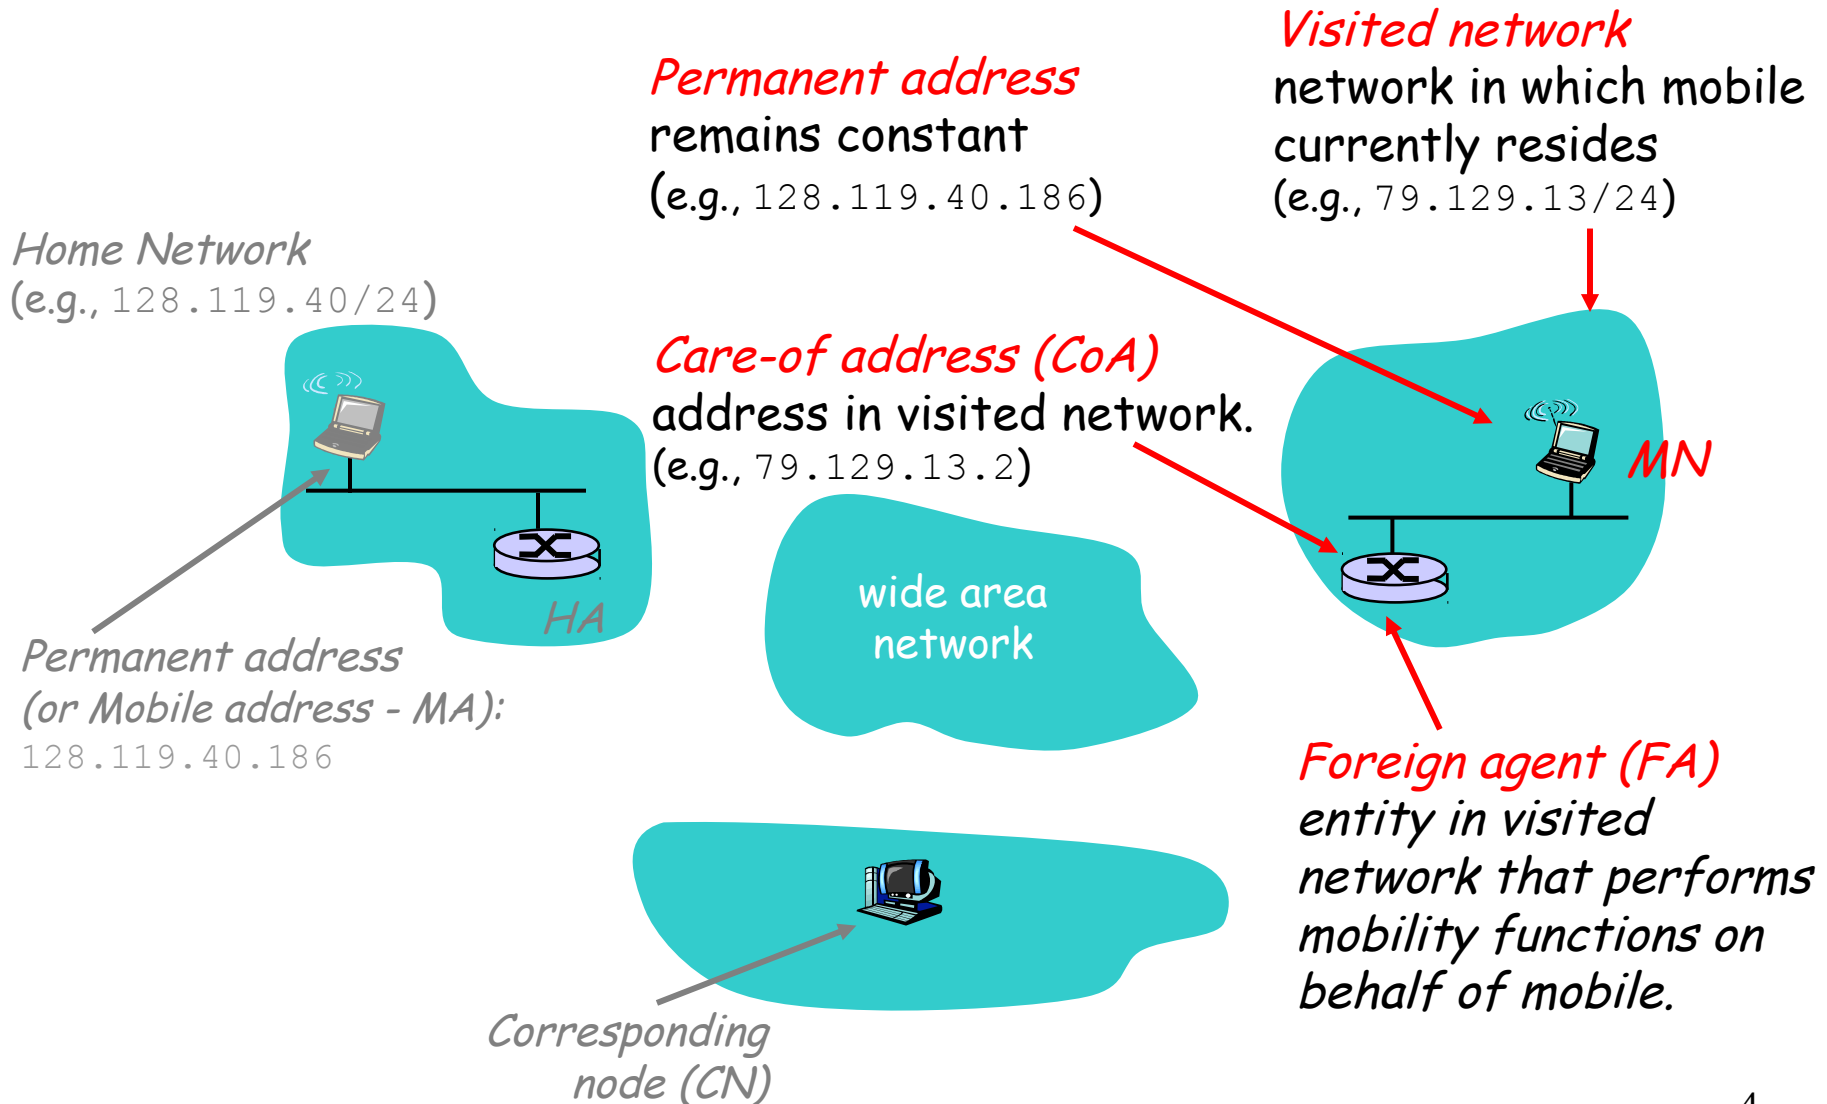 Visited network
network in which mobile
currently resides
(e.g., 79.129.13/24)
Permanent address
remains constant
(e.g., 128.119.40.186)
Home Network
(e.g., 128.119.40/24)
Care-of address (CoA)
address in visited network.
(e.g., 79.129.13.2)
MN
HA
wide area
network
Permanent address
(or Mobile address - MA):
128.119.40.186
Foreign agent (FA)
entity in visited
network that performs
mobility functions on
behalf of mobile.
Corresponding
node (CN)
4